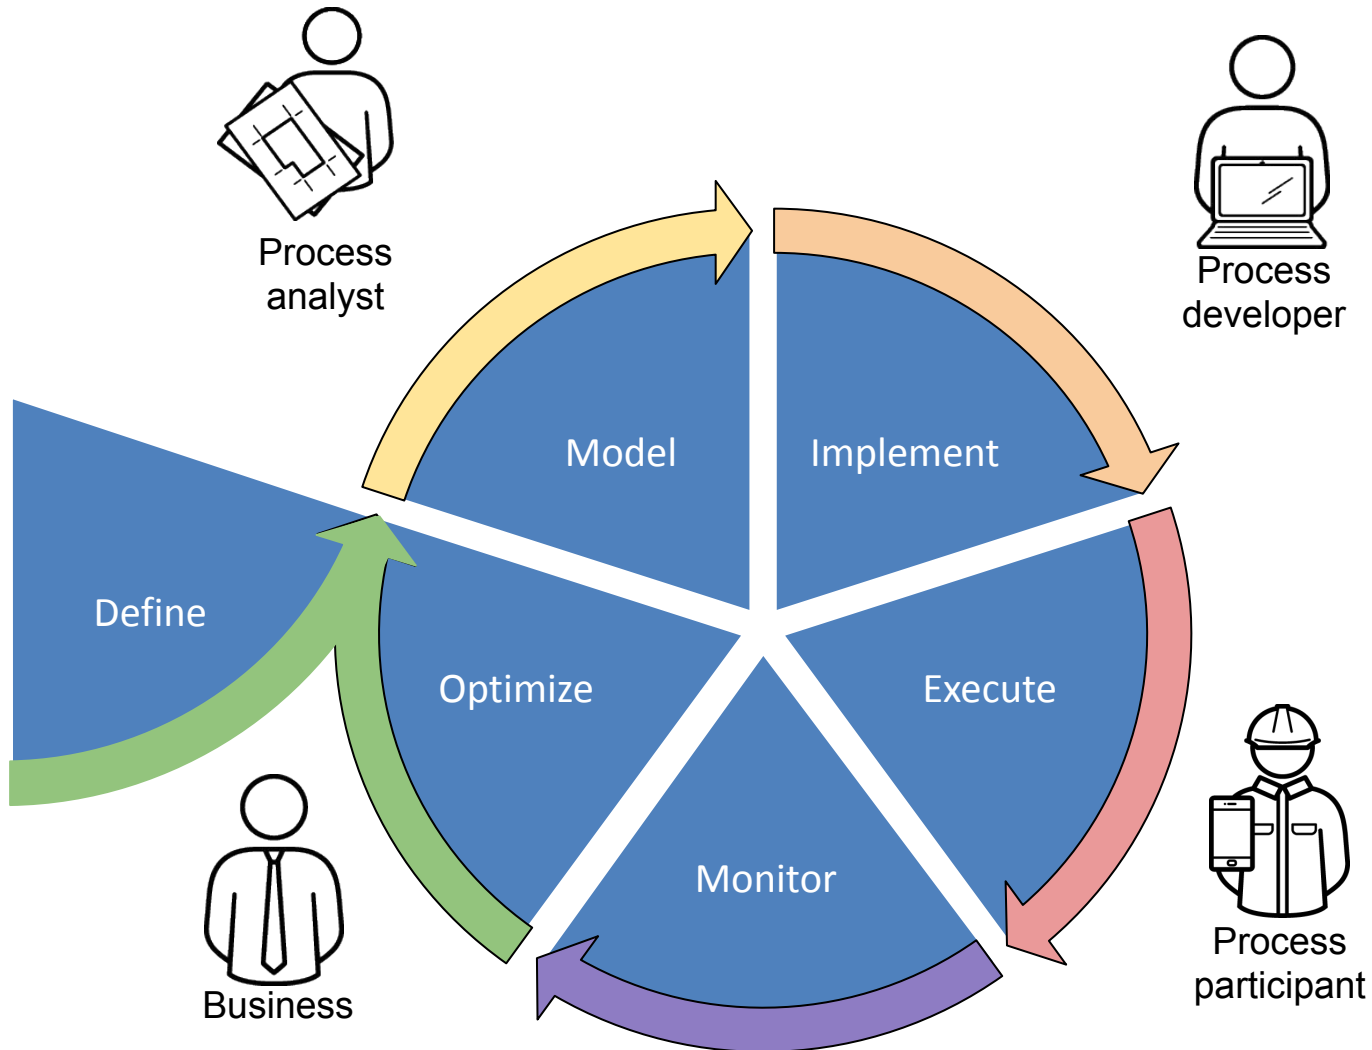 Process
analyst
Process
developer
Model
Implement
Define
Optimize
Execute
Monitor
Business
Process
participant